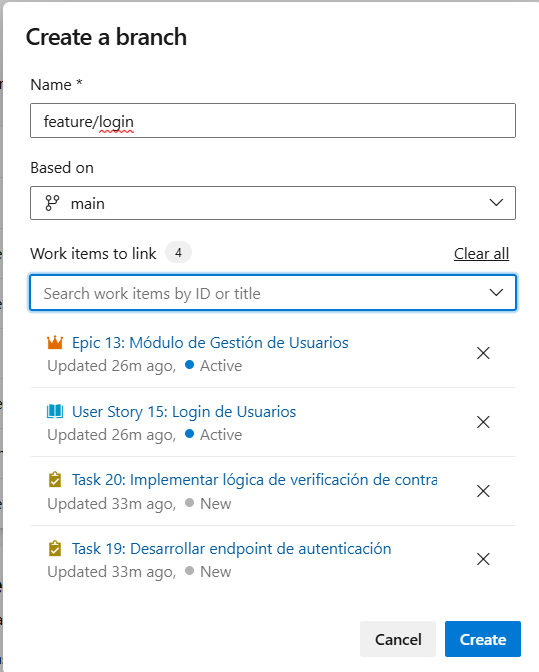 Create a branch
Name *
feature/login
Based on
main
Work items to link 4 Clear all
Search work items by ID or title
Epic 13: Módulo de Gestión de Usuarios
Updated 26m ago, Active
User Story 15: Login de Usuarios
Updated 26m ago, Active
Task 20: Implementar lógica de verificación de contra
Updated 33m ago, New
Task 19: Desarrollar endpoint de autenticación
Updated 33m ago, New
Cancel Create